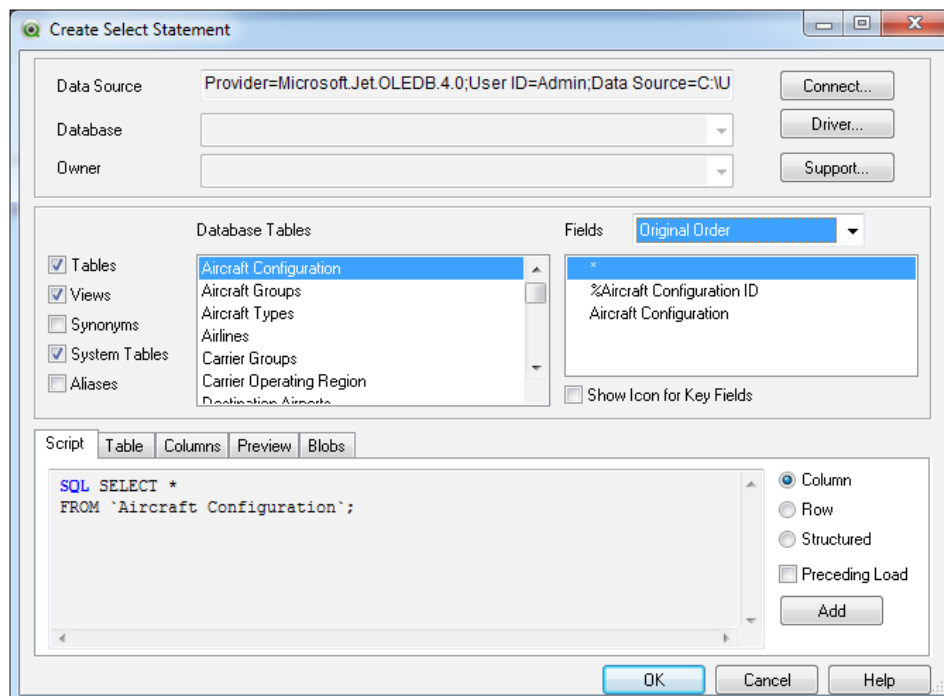 Create Select Statement
Data Source
Provider=Microsoft.Jet.OLEDB.4.0;User ID=Admin;Data Source=C:\U
Connect...
Database
Driver...
Owner
Support...
Database Tables
Fields
Original Order
Tables
Views
Synonyms
System Tables
Aliases
Aircraft Configuration
Aircraft Groups
Aircraft Types
Airlines
Carrier Groups
Carrier Operating Region
Destination Airports
*
%Aircraft Configuration ID
Aircraft Configuration
Show Icon for Key Fields
Script Table Columns Preview Blobs
SQL SELECT *
FROM `Aircraft Configuration`;
Column
Row
Structured
Preceding Load
Add
OK Cancel Help